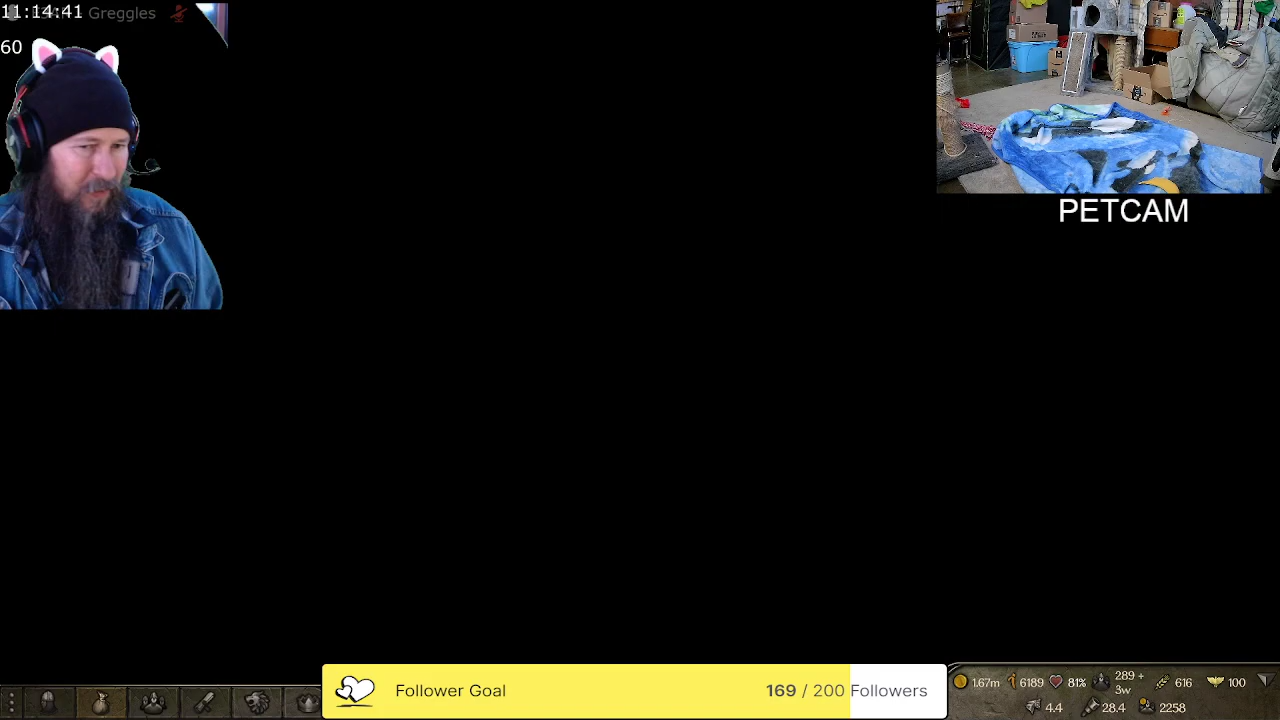 11:14:41 Greggles
60
PETCAM
Follower Goal 169 / 200 Followers
1.67m 6189 81% 289 + 3w 616 100
4.4 28.4 2258